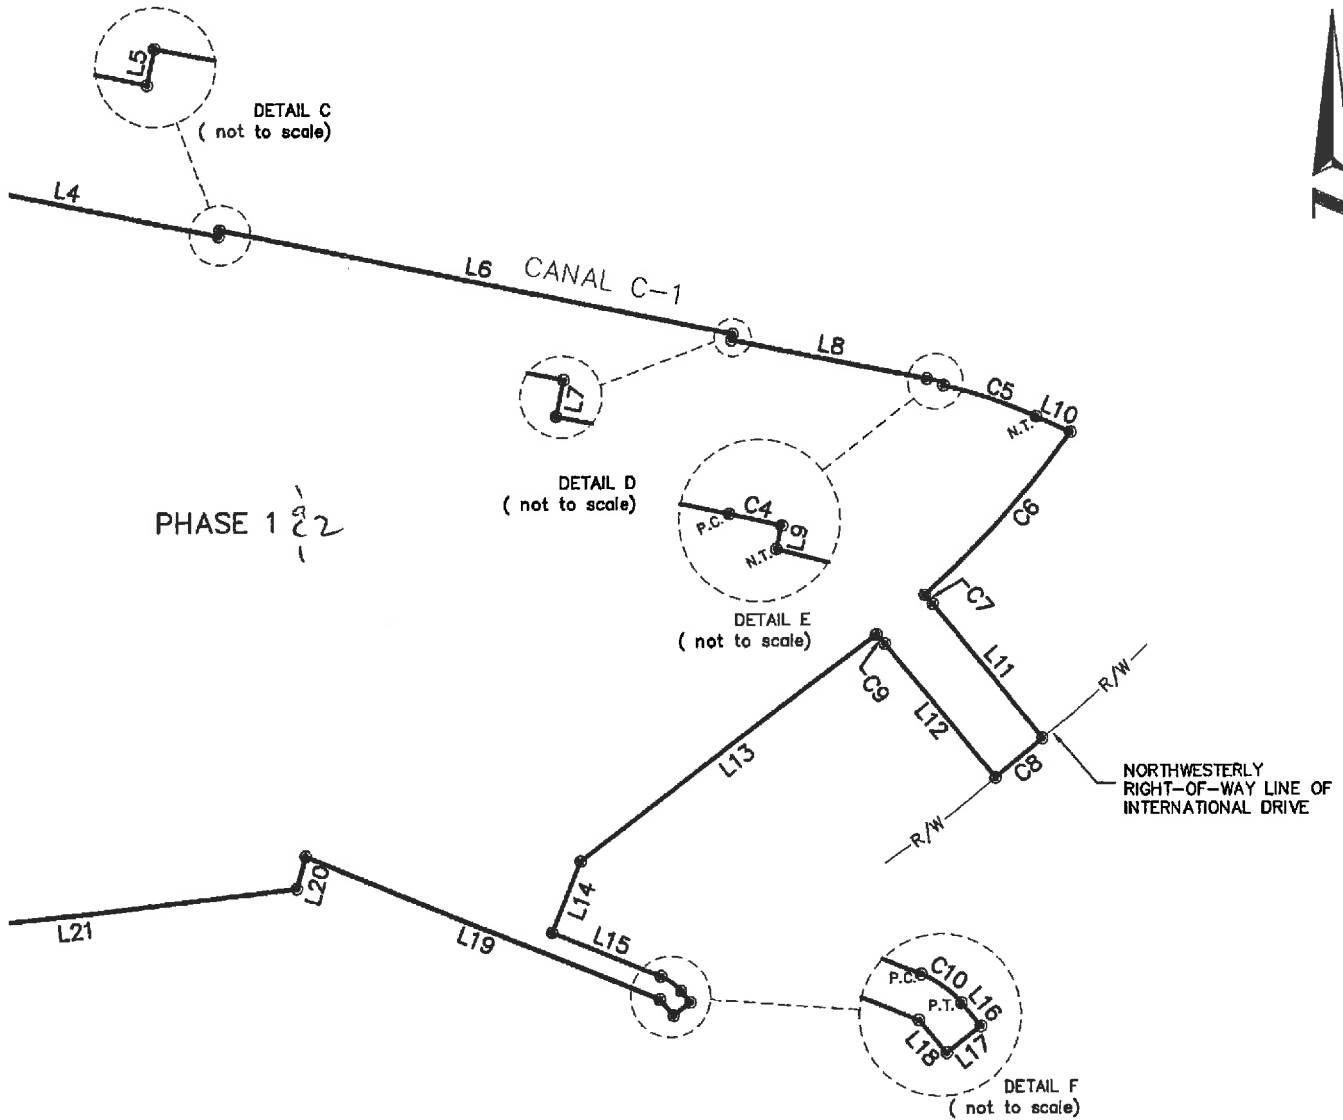 L5
DETAIL C
( not to scale)
L4
L6
CANAL C-1
L8
C5
L10
N.T.
L7
DETAIL D
( not to scale)
P.C.
C4
L9
N.T.
DETAIL E
( not to scale)
C6
PHASE 1 & 2
C7
L11
R/W
C9
L12
L13
C8
NORTHWESTERLY
RIGHT-OF-WAY LINE OF
INTERNATIONAL DRIVE
R/W
L20
L14
L21
L19
L15
P.C.
C10
P.T.
L16
L18
L17
DETAIL F
( not to scale)